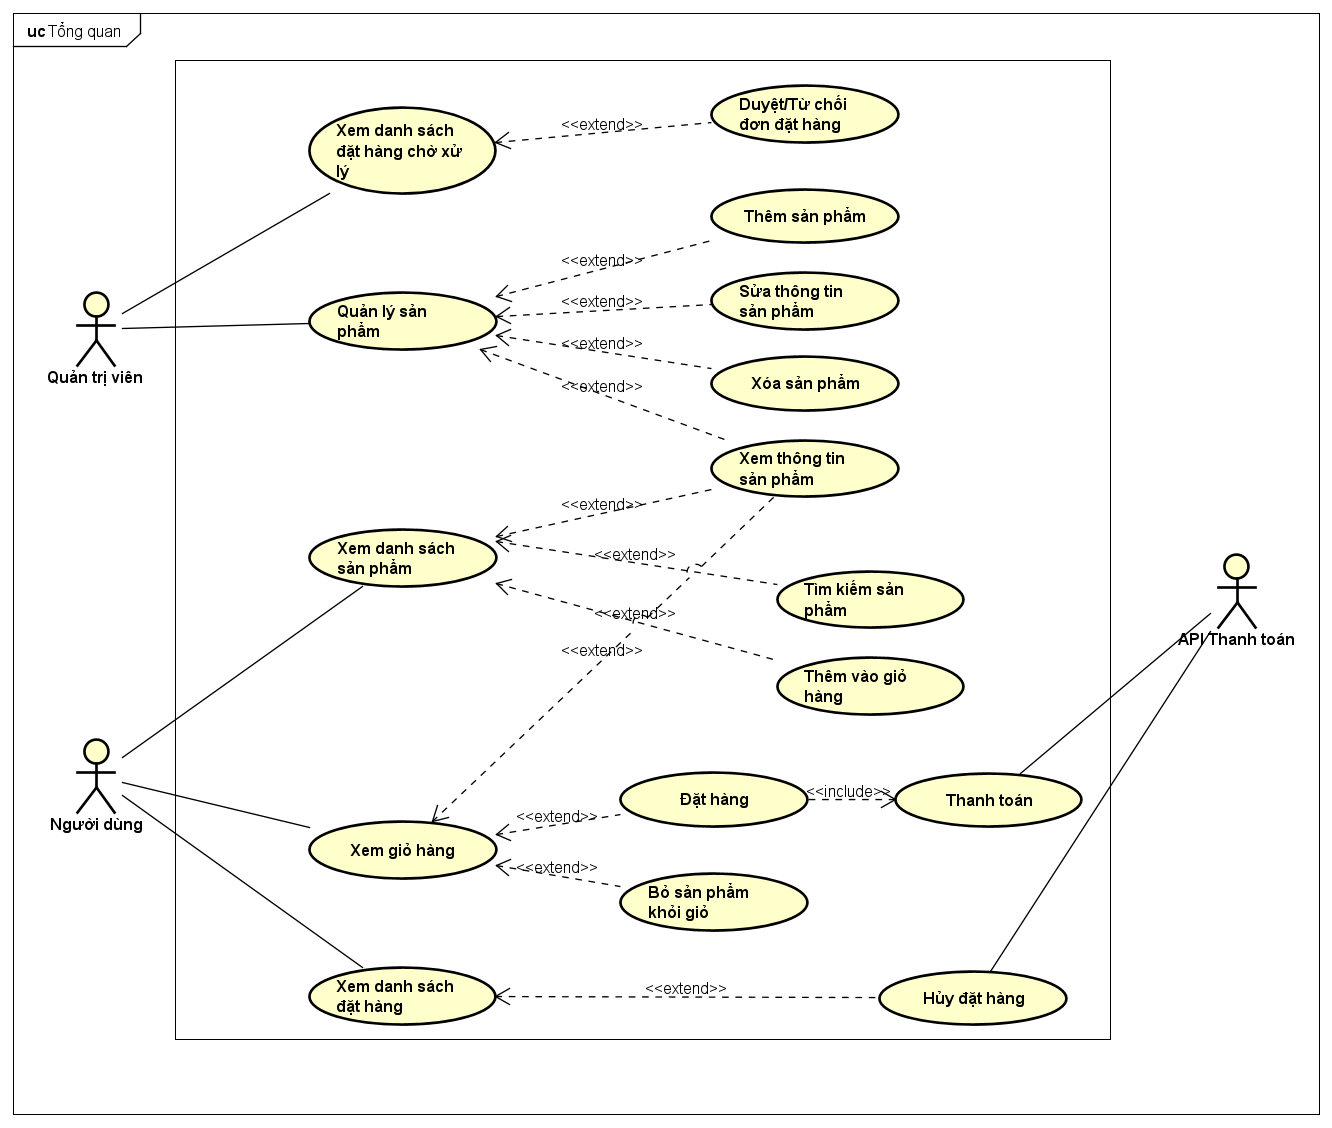 uc Tổng quan
Duyệt/Từ chối
đơn đặt hàng
<<extend>>
Xem danh sách
đặt hàng chờ xử
lý
Thêm sản phẩm
<<extend>>
Sửa thông tin
sản phẩm
<<extend>>
Quản lý sản
phẩm
<<extend>>
Quản trị viên
Xóa sản phẩm
<<extend>>
Xem thông tin
sản phẩm
<<extend>>
Xem danh sách
sản phẩm
<<extend>>
Tìm kiếm sản
phẩm
<<extend>>
API Thanh toán
<<extend>>
Thêm vào giỏ
hàng
<<include>>
Đặt hàng
Thanh toán
<<extend>>
Người dùng
Xem giỏ hàng
<<extend>>
Bỏ sản phẩm
khỏi giỏ
Xem danh sách
đặt hàng
<<extend>>
Hủy đặt hàng